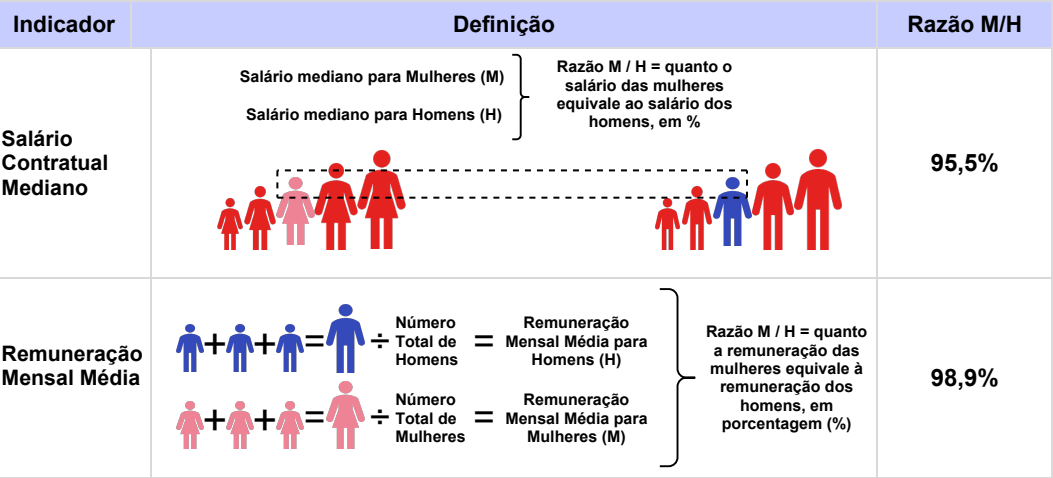 Indicador
Definição
Razão M/H
Salário
Contratual
Mediano
Salário mediano para Mulheres (M)
Salário mediano para Homens (H)
Razão M / H = quanto o
salário das mulheres
equivale ao salário dos
homens, em %
95,5%
Remuneração
Mensal Média
+
+
=
÷
Número
Total de
Homens
=
Remuneração
Mensal Média para
Homens (H)
+
+
=
÷
Número
Total de
Mulheres
=
Remuneração
Mensal Média para
Mulheres (M)
Razão M / H = quanto
a remuneração das
mulheres equivale à
remuneração dos
homens, em
porcentagem (%)
98,9%